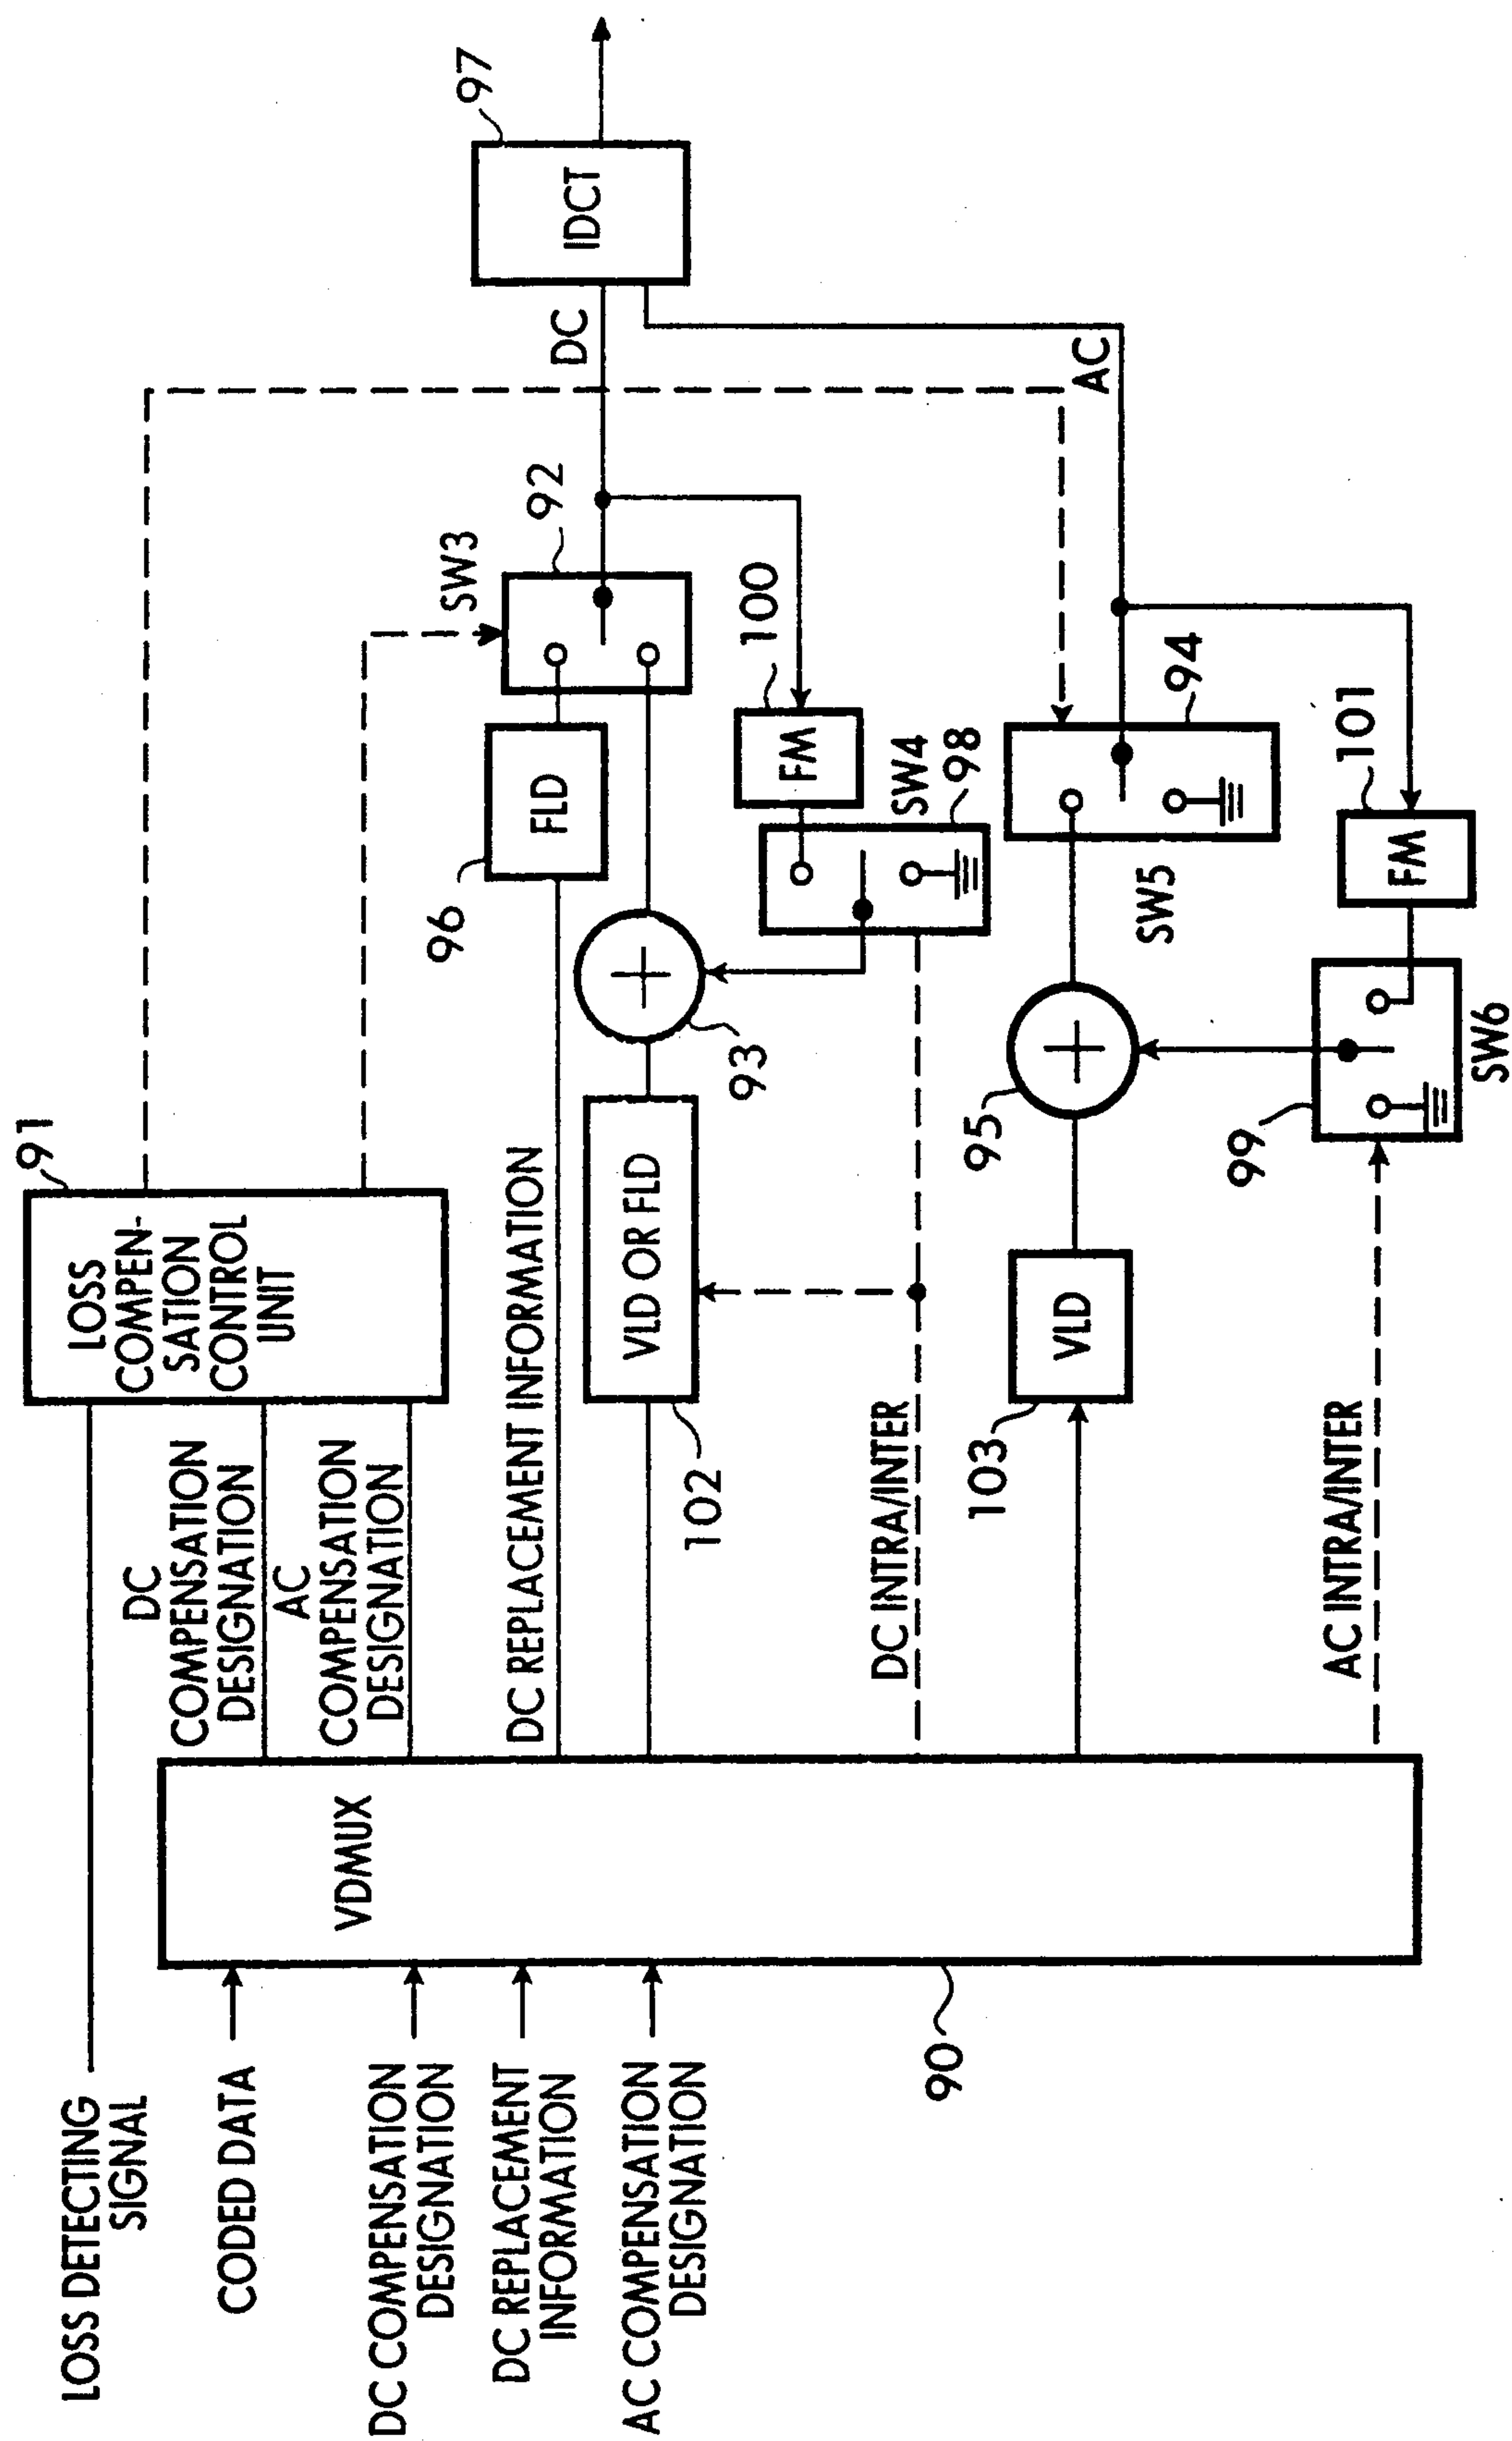 LOSS DETECTING
SIGNAL
CODED DATA
DC COMPENSATION
DESIGNATION
DC REPLACEMENT
INFORMATION
AC COMPENSATION
DESIGNATION
90
VDMUX
DC
COMPENSATION
DESIGNATION
AC
COMPENSATION
DESIGNATION
91
LOSS
COMPEN-
SATION
CONTROL
UNIT
DC REPLACEMENT INFORMATION
102
VLD OR FLD
DC INTRA/INTER
103
VLD
AC INTRA/INTER
93
96
FLD
95
99
SW6
SW3
92
100
FM
SW4
98
SW5
94
101
FM
DC
AC
97
IDCT